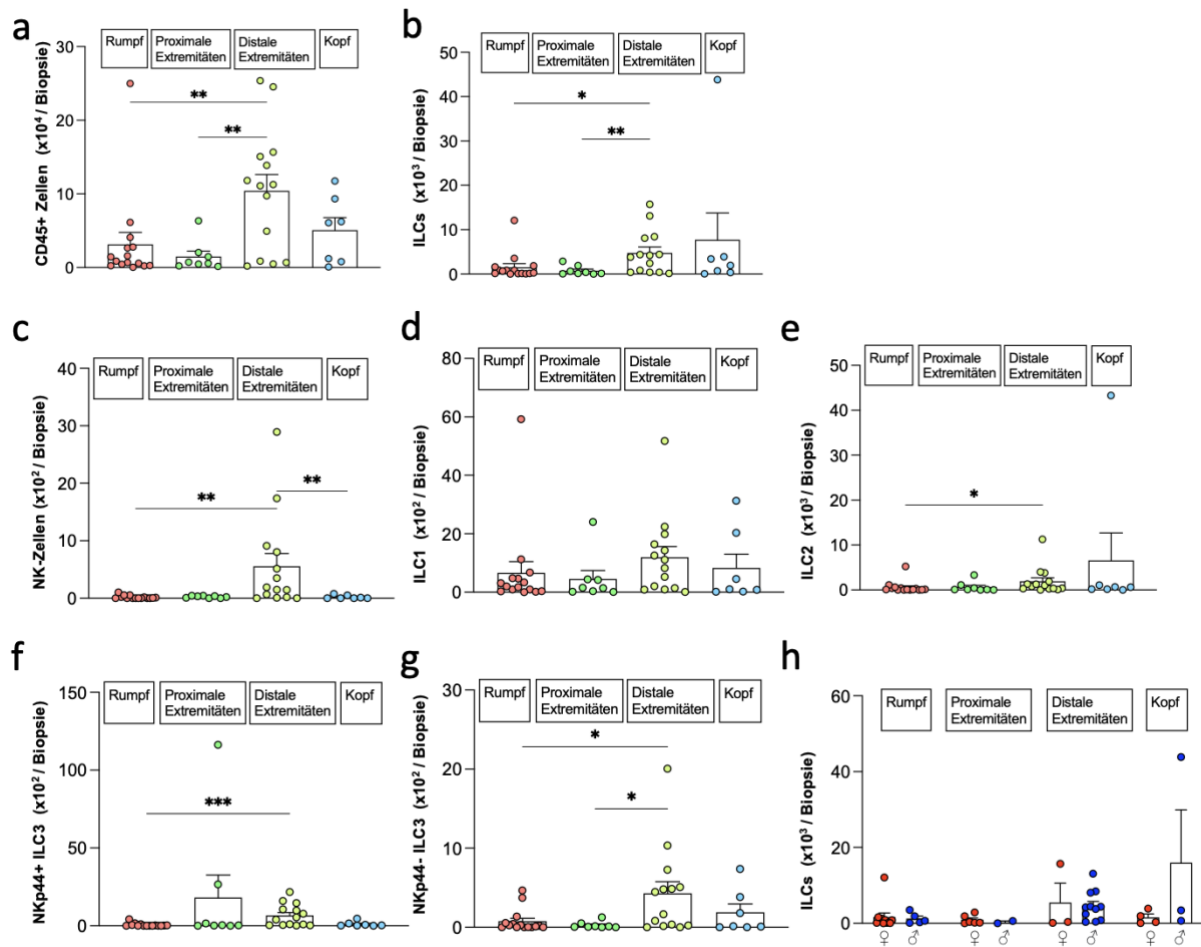 a
CD45+ Zellen (x10⁴ / Biopsie)
30
20
10
0
Rumpf
Proximale
Extremitäten
Distale
Extremitäten
Kopf
**
**
b
ILCs (x10³ / Biopsie)
50
40
30
20
10
0
Rumpf
Proximale
Extremitäten
Distale
Extremitäten
Kopf
*
**
c
NK-Zellen (x10² / Biopsie)
40
30
20
10
0
Rumpf
Proximale
Extremitäten
Distale
Extremitäten
Kopf
**
**
d
ILC1 (x10² / Biopsie)
80
60
40
20
0
Rumpf
Proximale
Extremitäten
Distale
Extremitäten
Kopf
e
ILC2 (x10³ / Biopsie)
50
40
30
20
10
0
Rumpf
Proximale
Extremitäten
Distale
Extremitäten
Kopf
*
f
NKp44+ ILC3 (x10² / Biopsie)
150
100
50
0
Rumpf
Proximale
Extremitäten
Distale
Extremitäten
Kopf
***
g
NKp44- ILC3 (x10² / Biopsie)
30
20
10
0
Rumpf
Proximale
Extremitäten
Distale
Extremitäten
Kopf
*
*
h
ILCs (x10³ / Biopsie)
60
40
20
0
Rumpf
Proximale
Extremitäten
Distale
Extremitäten
Kopf
♀ ♂ ♀ ♂ ♀ ♂ ♀ ♂